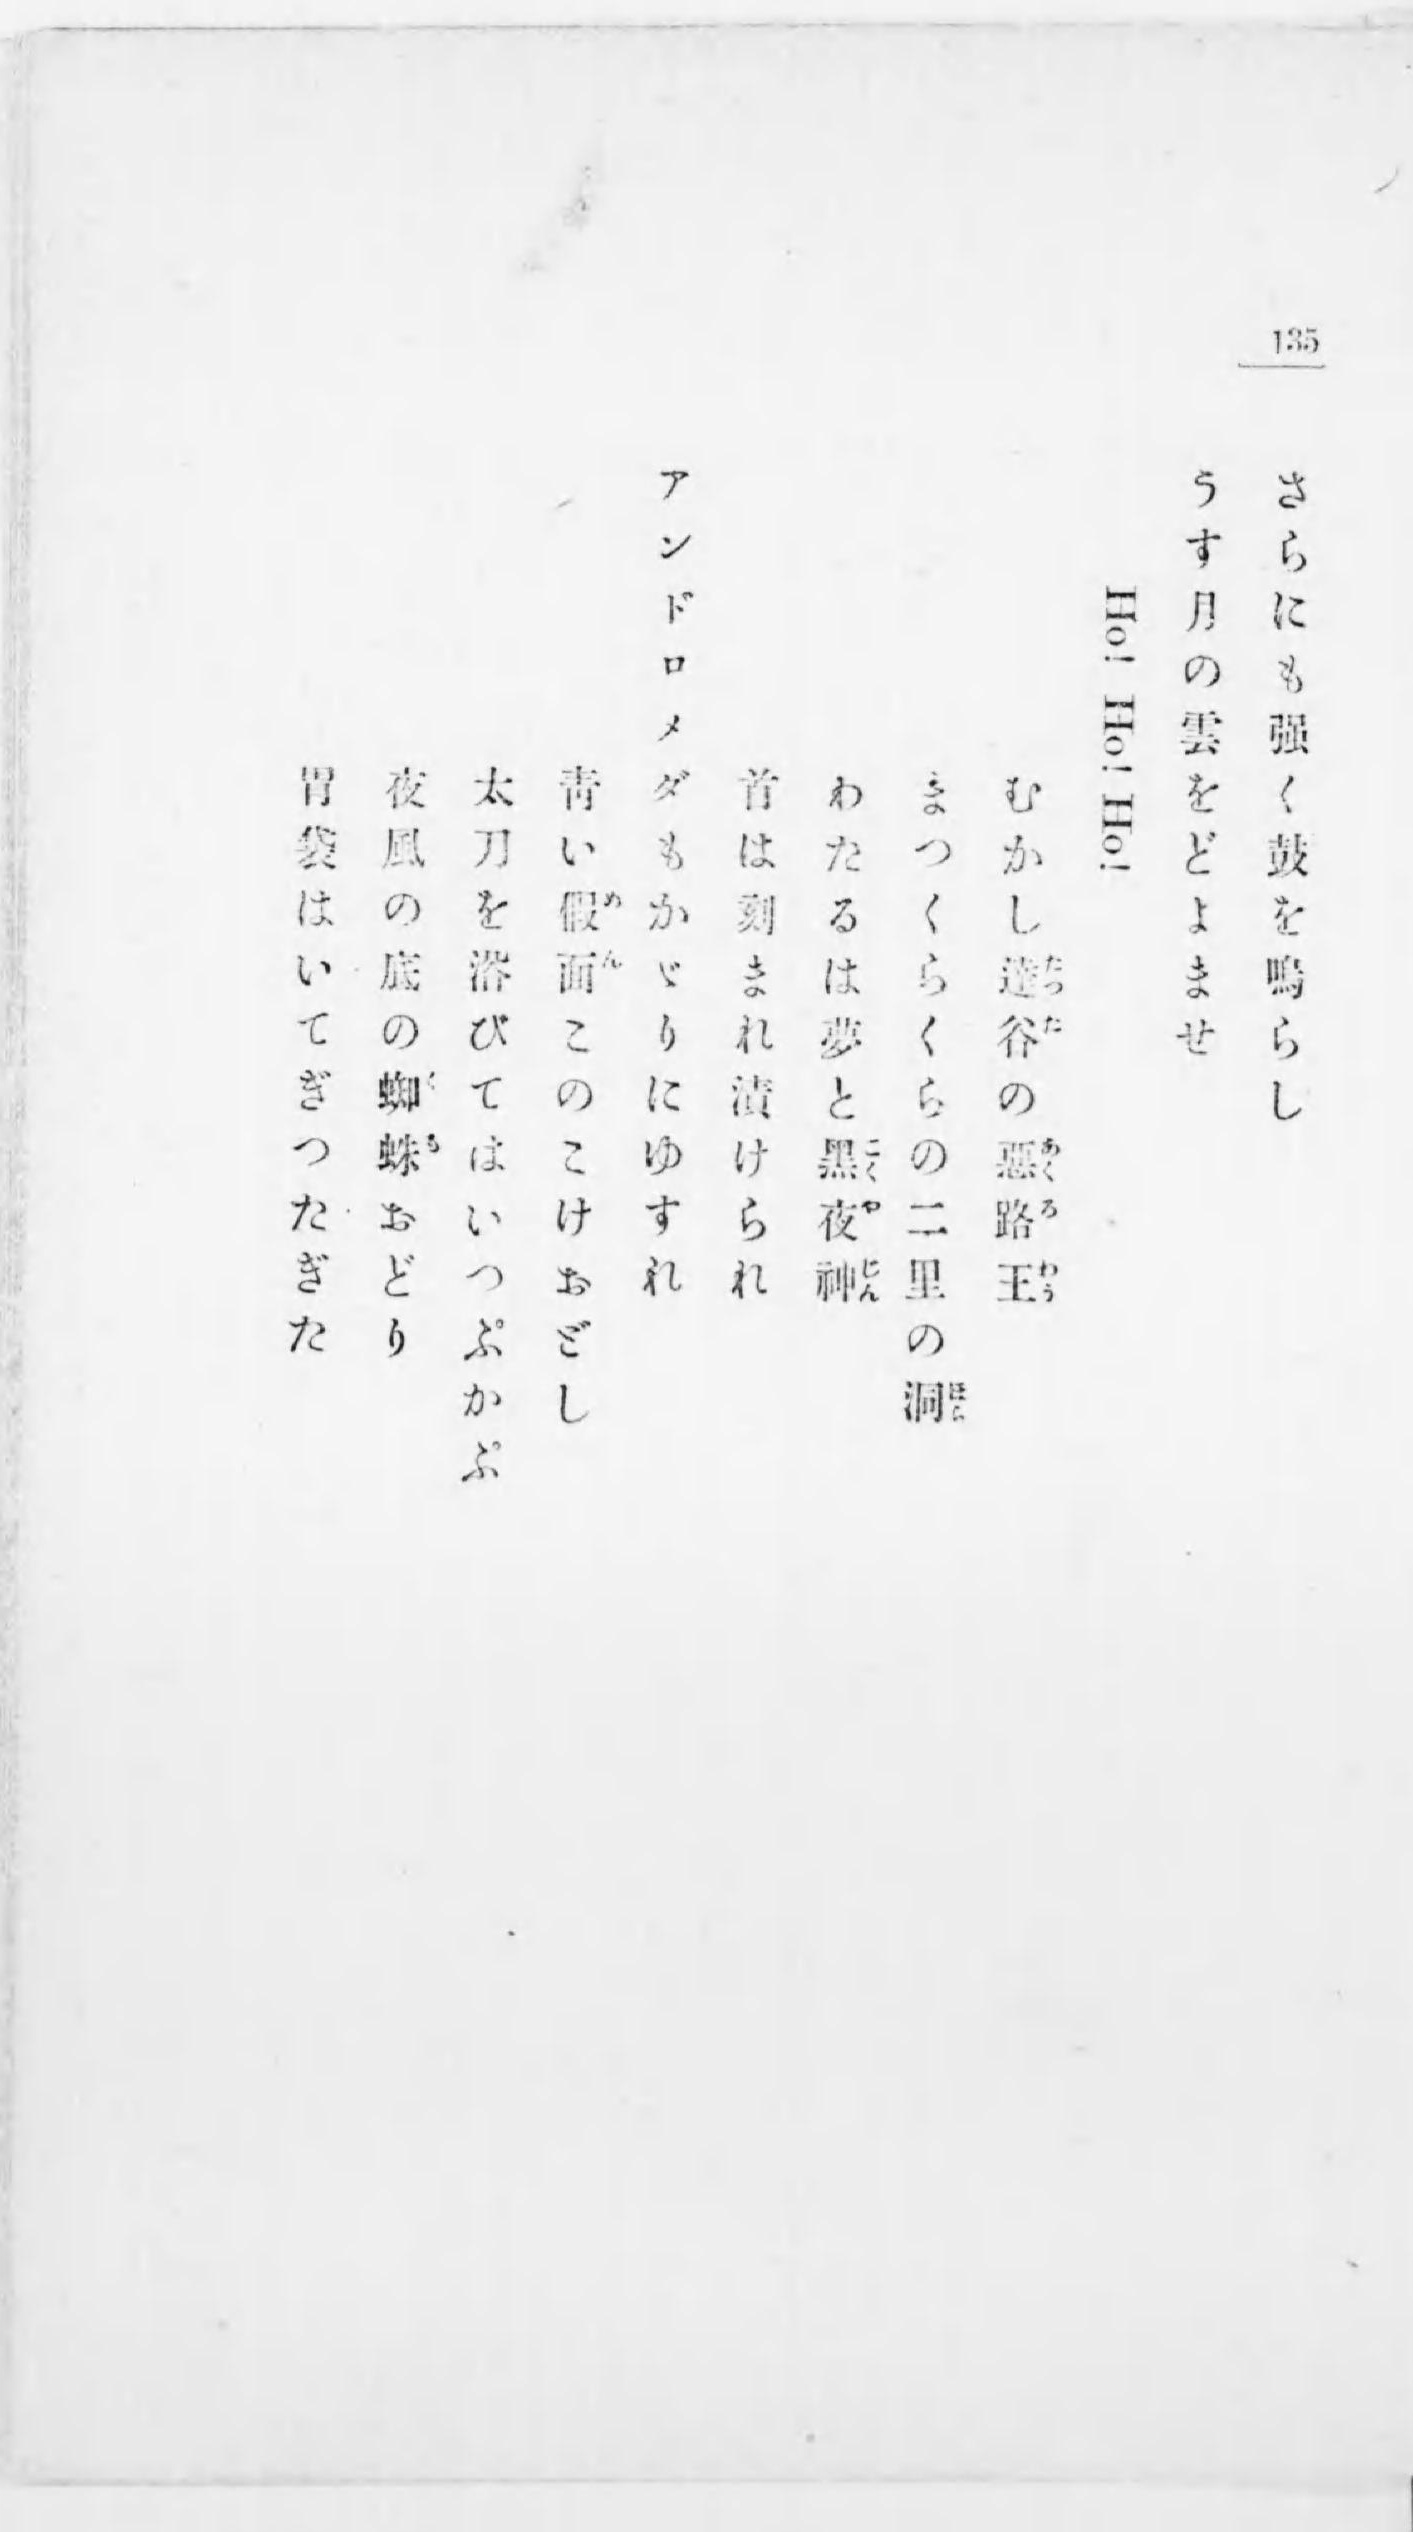 135
さらにも强く鼓を鳴らし
うす月の雲をどよませ
Ho! Ho! Ho!
むかし達谷の惡路王
まつくらくらの二里の洞
わたるは夢と黑夜神
首は刻まれ漬けられ
アンドロメダもかゞりにゆすれ
靑い假面このこけおどし
太刀を浴びてはいつぷかぷ
夜風の底の蜘蛛おどり
胃袋はいてぎつたぎた